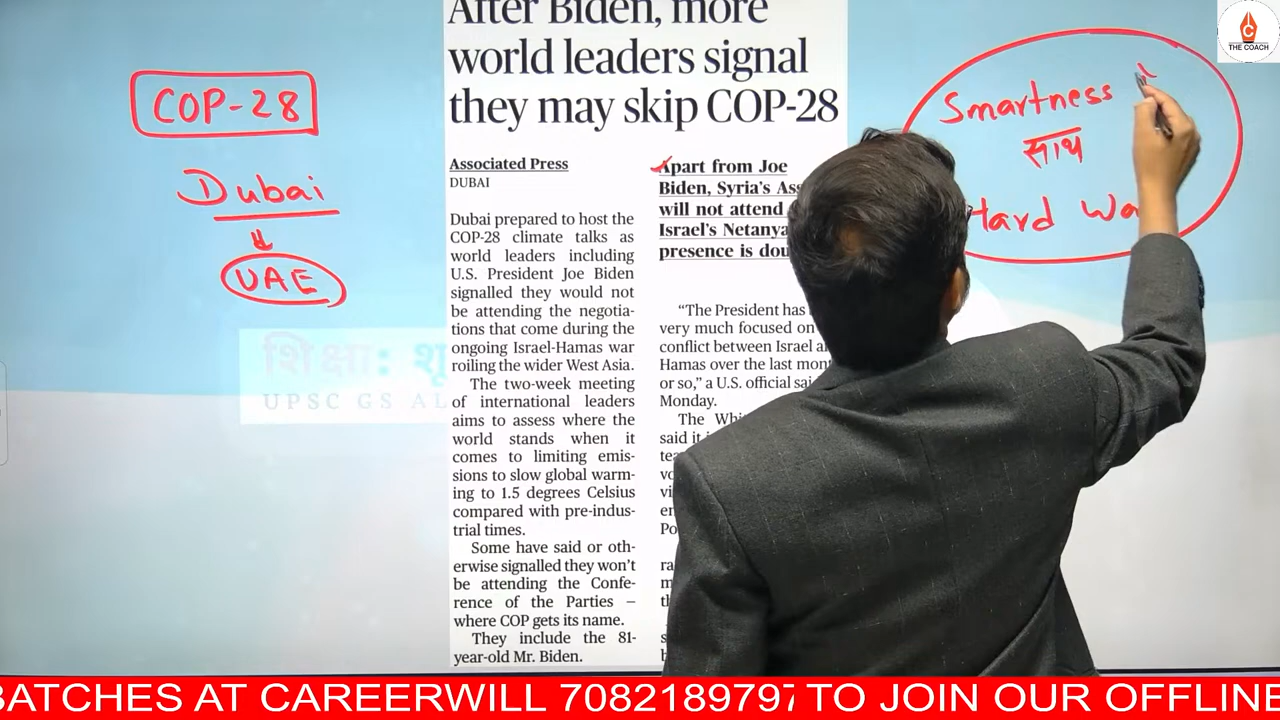 After Biden, more
world leaders signal
they may skip COP-28
Associated Press
DUBAI
Dubai prepared to host the
COP-28 climate talks as
world leaders including
U.S. President Joe Biden
signalled they would not
be attending the negotia-
tions that come during the
ongoing Israel-Hamas war
roiling the wider West Asia.
The two-week meeting
of international leaders
aims to assess where the
world stands when it
comes to limiting emis-
sions to slow global warm-
ing to 1.5 degrees Celsius
compared with pre-indus-
trial times.
Some have said or oth-
erwise signalled they won't
be attending the Confe-
rence of the Parties —
where COP gets its name.
They include the 81-
year-old Mr. Biden.
Apart from Joe
Biden, Syria's
will not attend
Israel's
presence is
“The President has
very much focused on
conflict between Israel
Hamas over the last
or so,” a U.S. official
Monday.
The
said
COP-28
Dubai
UAE
Smartness
साथ
Hard
THE COACH
शिक्षा:
UPSC GS
BATCHES AT CAREERWILL 7082189797 TO JOIN OUR OFFLINE